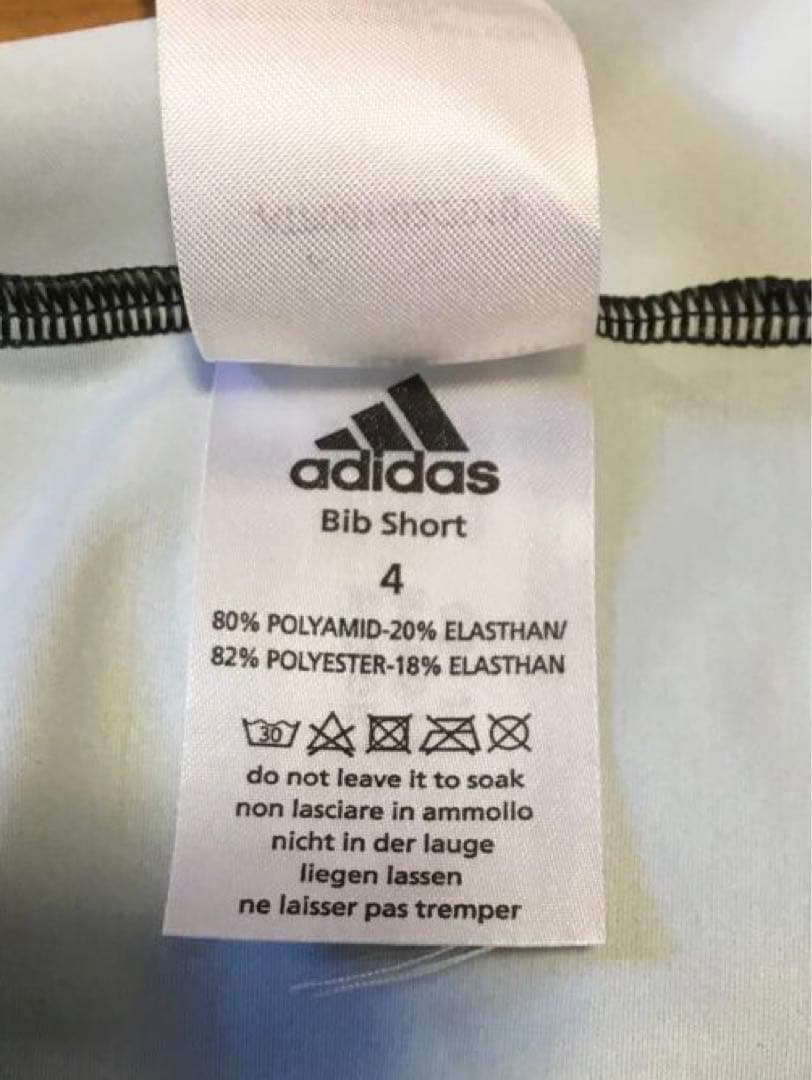 adidas
Bib Short
4
80% POLYAMID-20% ELASTHAN/
82% POLYESTER-18% ELASTHAN
30
do not leave it to soak
non lasciare in ammollo
nicht in der lauge
liegen lassen
ne laisser pas tremper